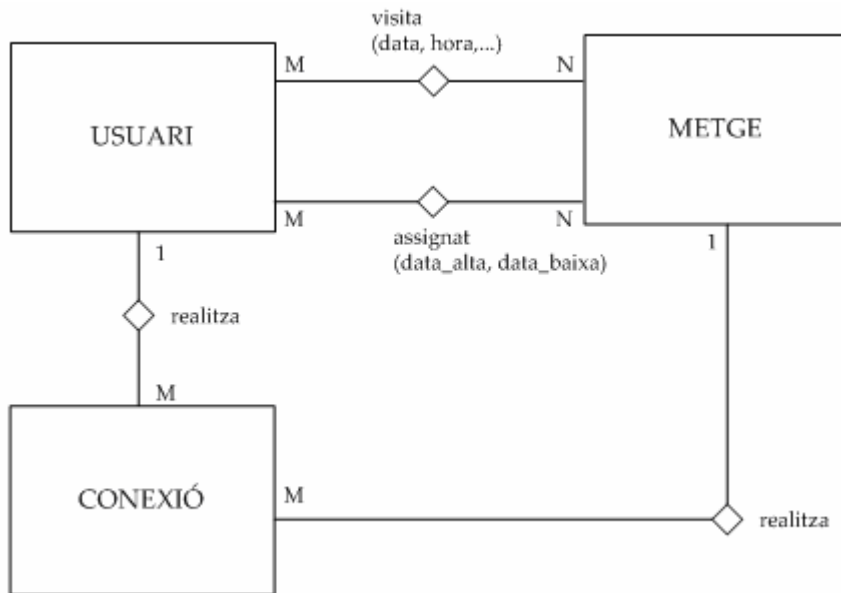 visita
(data, hora,...)
M
N
USUARI
METGE
M
N
assignat
(data_alta, data_baixa)
1
1
realitza
M
CONEXIÓ
M
realitza